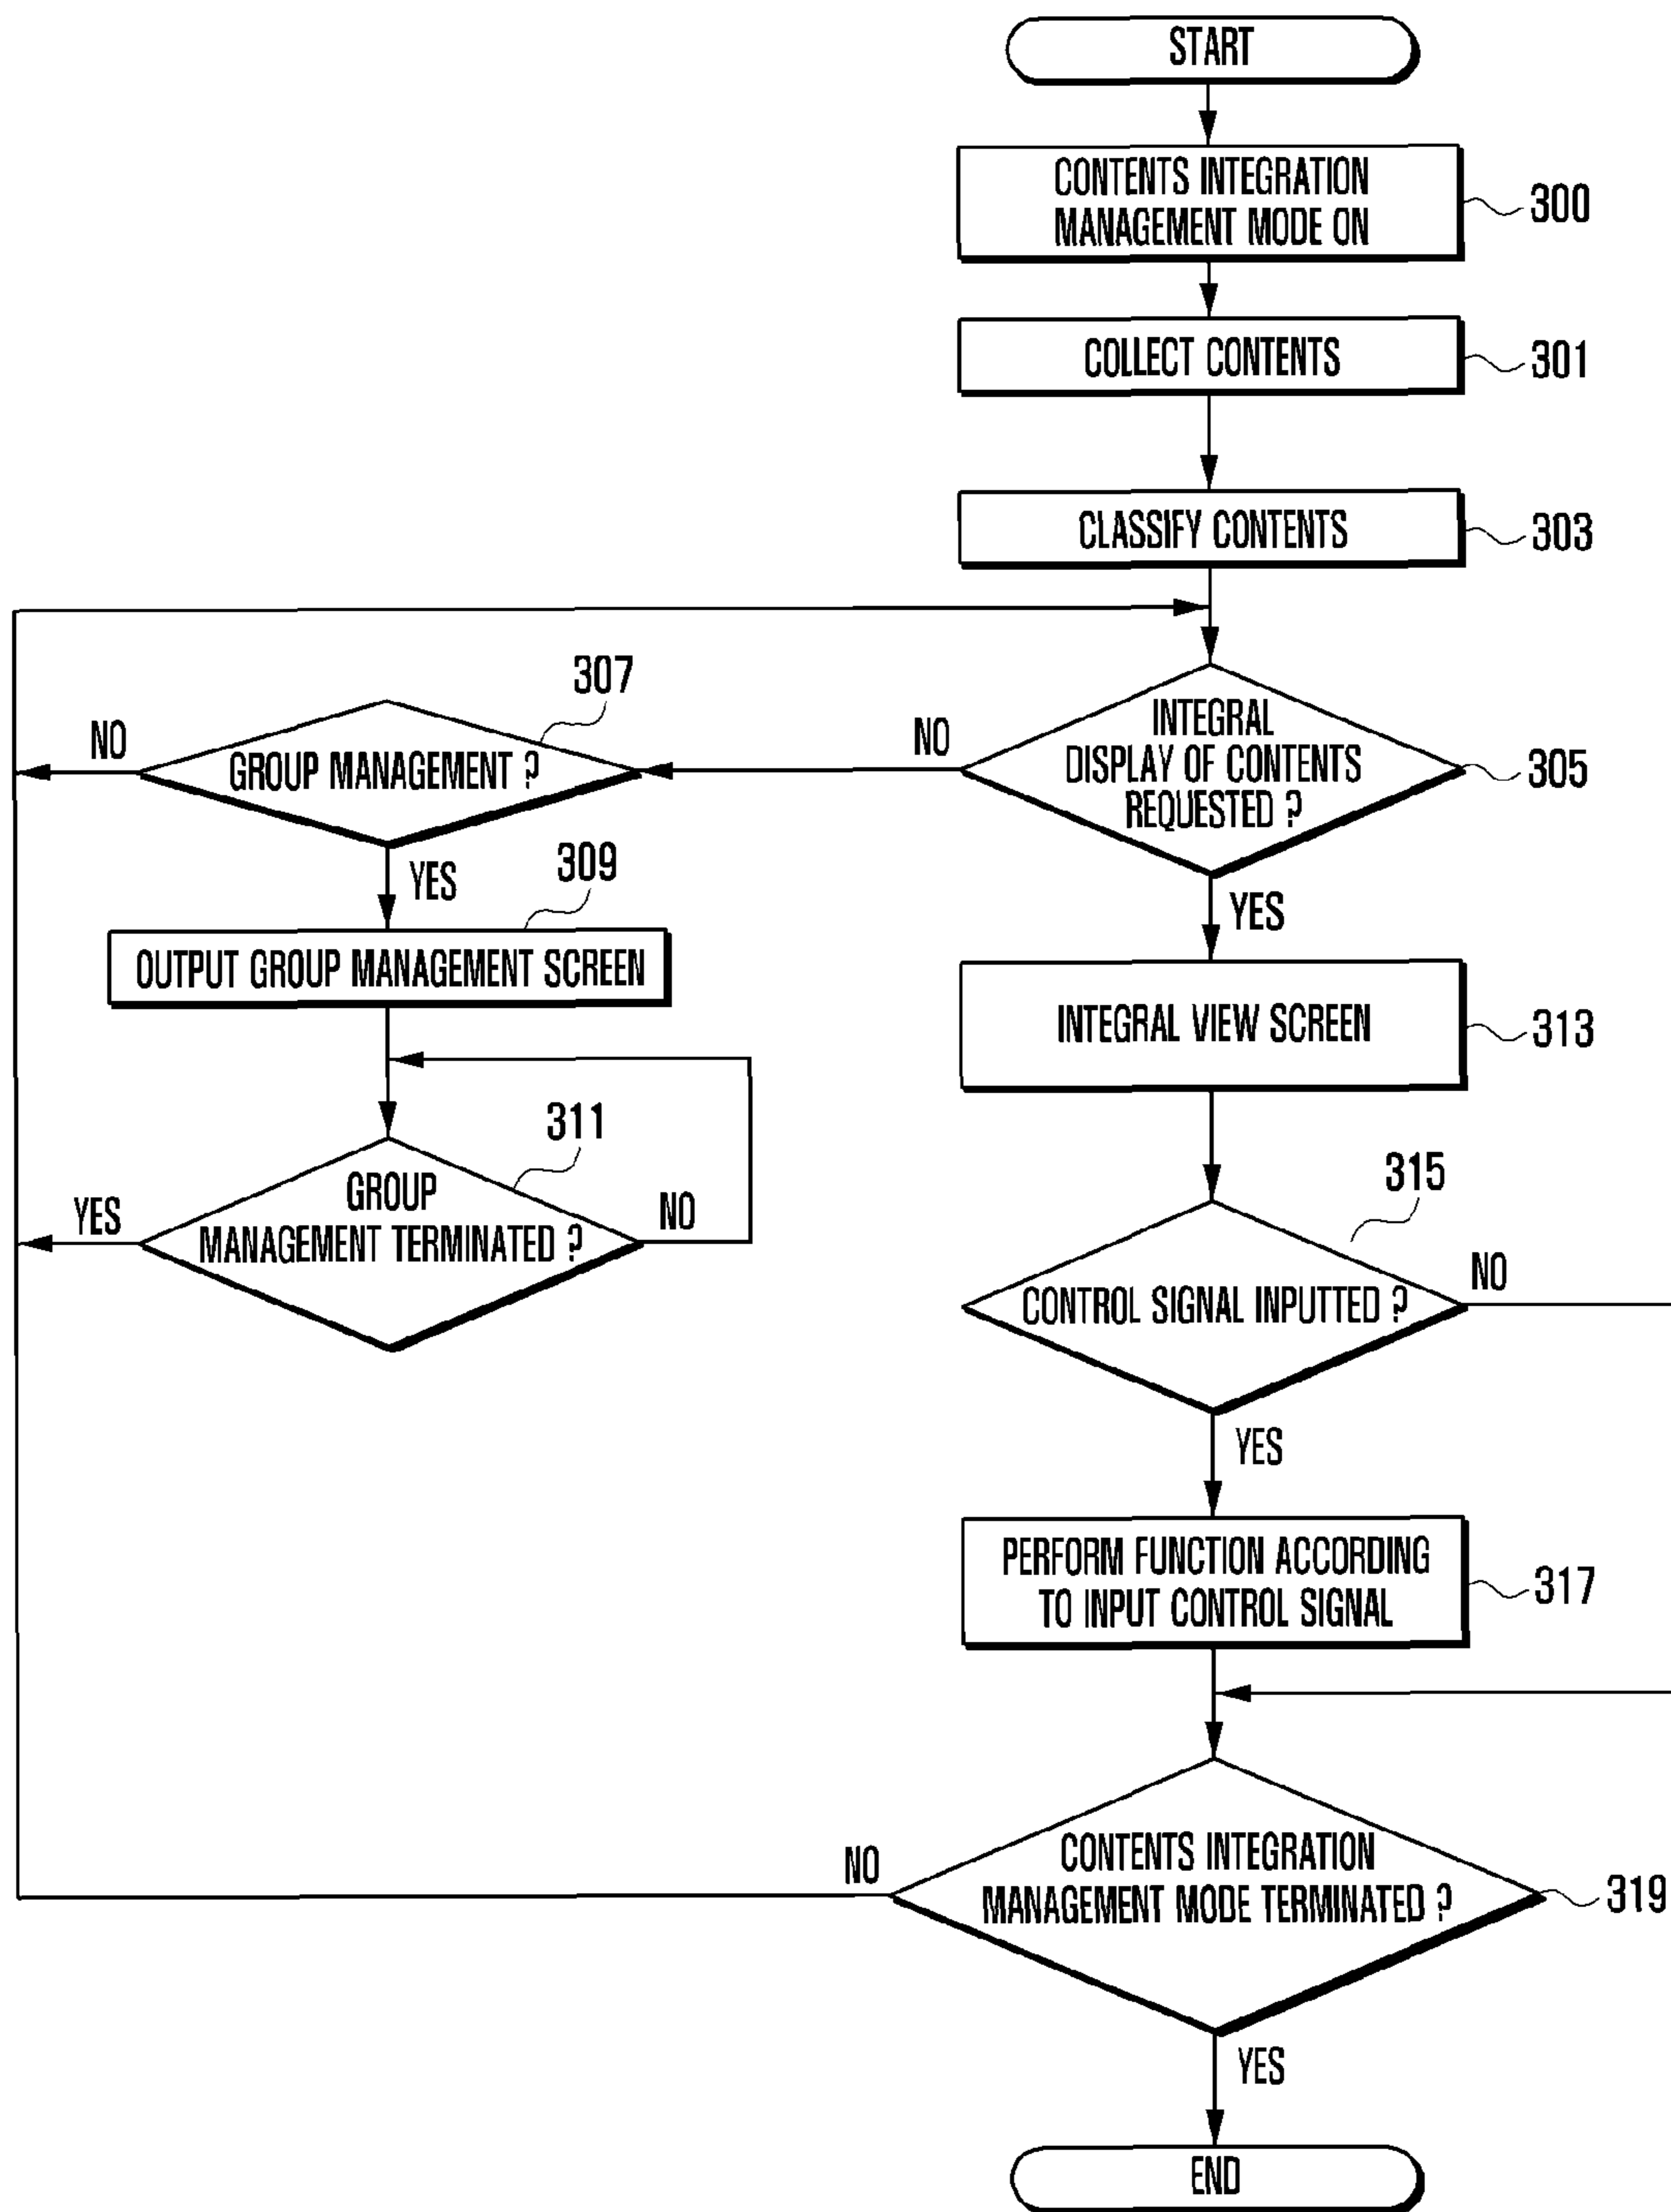 START
CONTENTS INTEGRATION
MANAGEMENT MODE ON
300
COLLECT CONTENTS
301
CLASSIFY CONTENTS
303
307
NO
GROUP MANAGEMENT ?
NO
INTEGRAL
DISPLAY OF CONTENTS
REQUESTED ?
305
YES
309
OUTPUT GROUP MANAGEMENT SCREEN
YES
INTEGRAL VIEW SCREEN
313
311
YES
GROUP
MANAGEMENT TERMINATED ?
NO
315
CONTROL SIGNAL INPUTTED ?
NO
YES
PERFORM FUNCTION ACCORDING
TO INPUT CONTROL SIGNAL
317
NO
CONTENTS INTEGRATION
MANAGEMENT MODE TERMINATED ?
319
YES
END